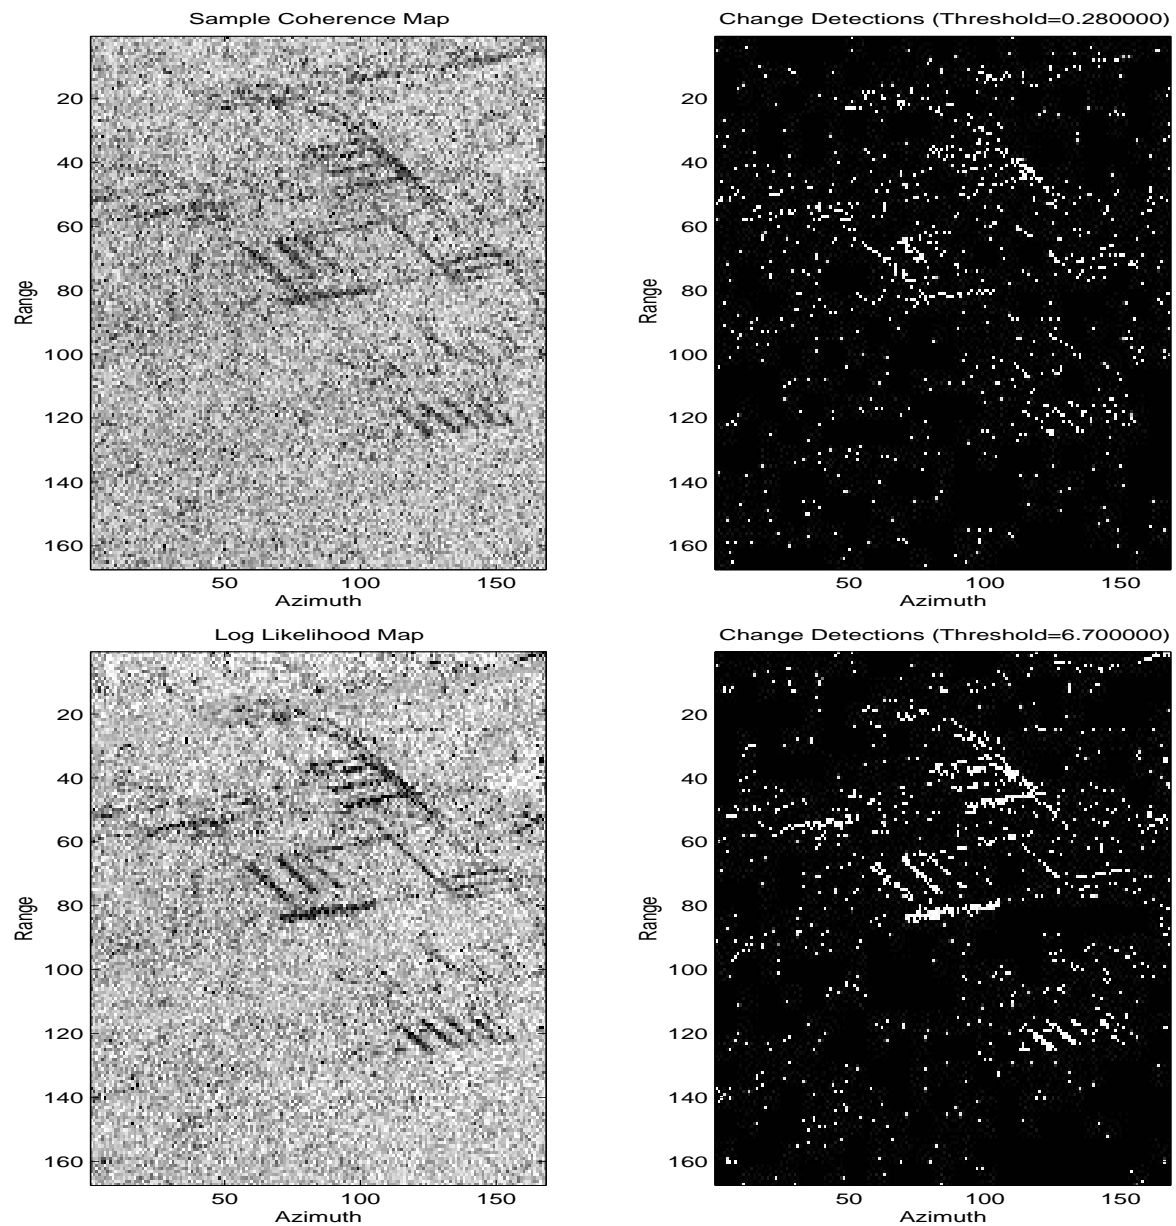 Sample Coherence Map
Range
20
40
60
80
100
120
140
160
50 100 150
Azimuth
Change Detections (Threshold=0.280000)
Range
20
40
60
80
100
120
140
160
50 100 150
Azimuth
Log Likelihood Map
Range
20
40
60
80
100
120
140
160
50 100 150
Azimuth
Change Detections (Threshold=6.700000)
Range
20
40
60
80
100
120
140
160
50 100 150
Azimuth